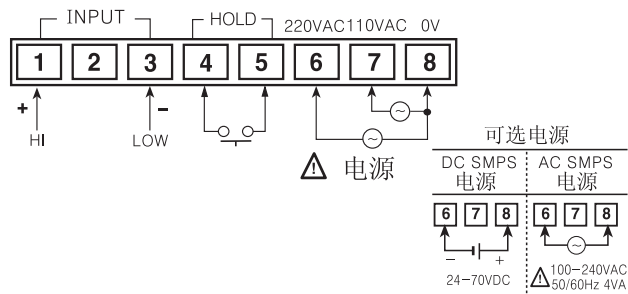 INPUT HOLD 220VAC 110VAC 0V
1 2 3 4 5 6 7 8
+ −
HI LOW
⚠ 电源
可选电源
DC SMPS AC SMPS
电源 电源
6 7 8 6 7 8
− +
24-70VDC ⚠ 100-240VAC
50/60Hz 4VA